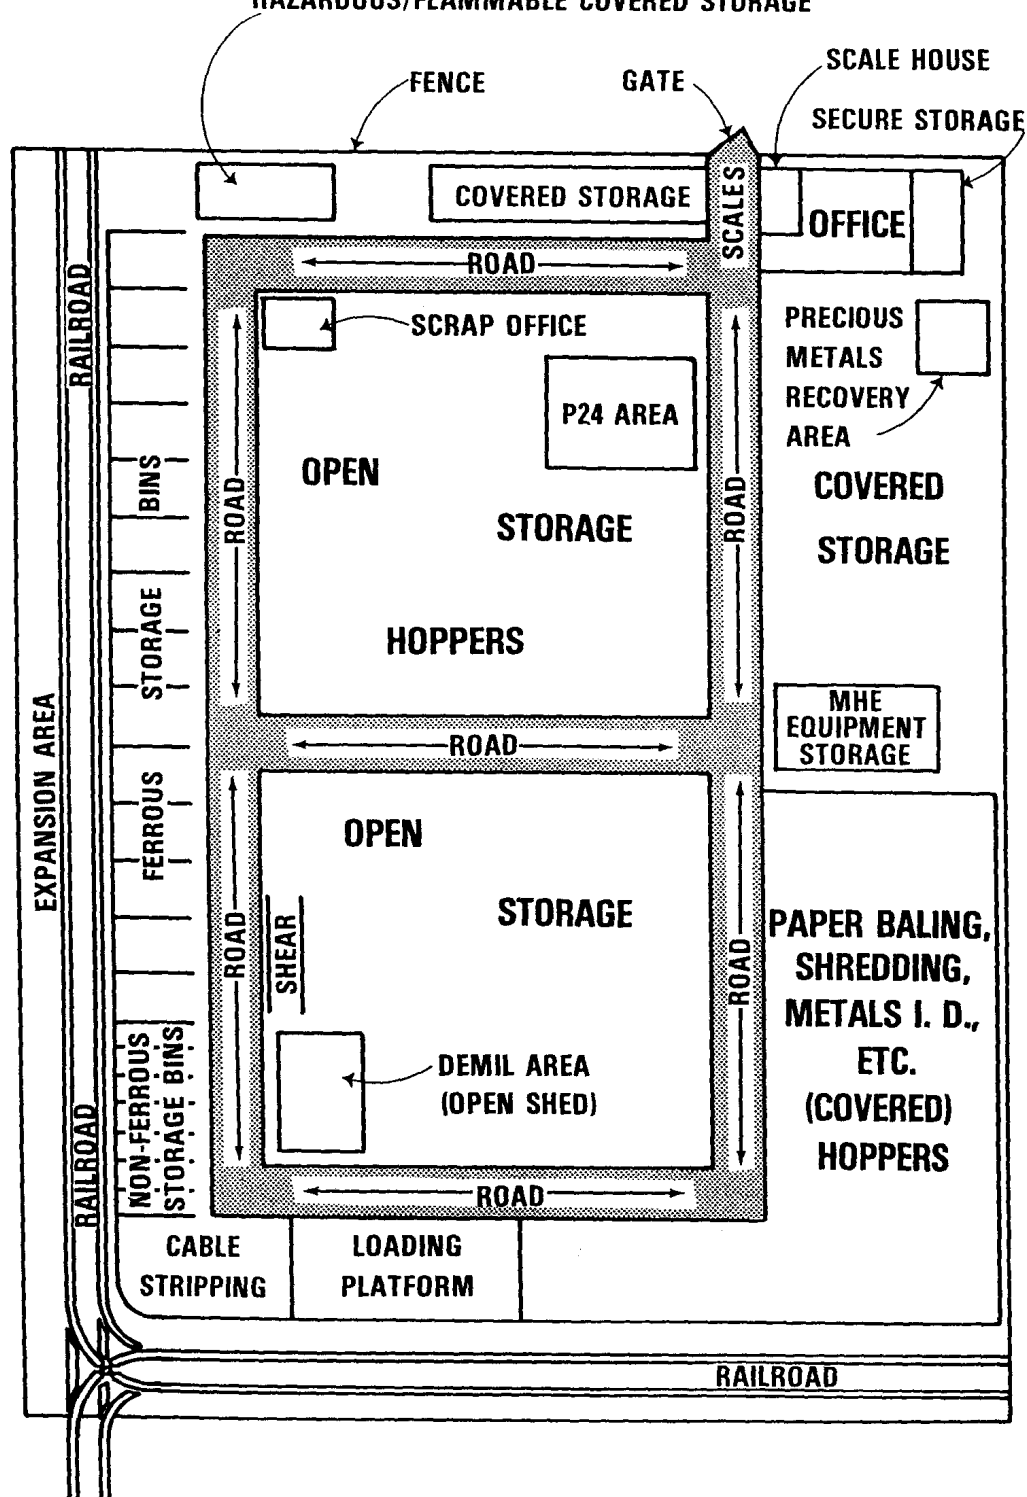 HAZARDOUS/FLAMMABLE COVERED STORAGE
SCALE HOUSE
FENCE
GATE
SECURE STORAGE
COVERED STORAGE
SCALES
OFFICE
ROAD
RAILROAD
SCRAP OFFICE
PRECIOUS
METALS
RECOVERY
AREA
P24 AREA
OPEN
STORAGE
HOPPERS
ROAD
ROAD
COVERED
STORAGE
FERROUS STORAGE BINS
EXPANSION AREA
MHE
EQUIPMENT
STORAGE
ROAD
OPEN
STORAGE
SHEAR
ROAD
ROAD
PAPER BALING,
SHREDDING,
METALS I. D.,
ETC.
(COVERED)
HOPPERS
DEMIL AREA
(OPEN SHED)
NON-FERROUS
STORAGE BINS
RAILROAD
ROAD
CABLE
STRIPPING
LOADING
PLATFORM
RAILROAD